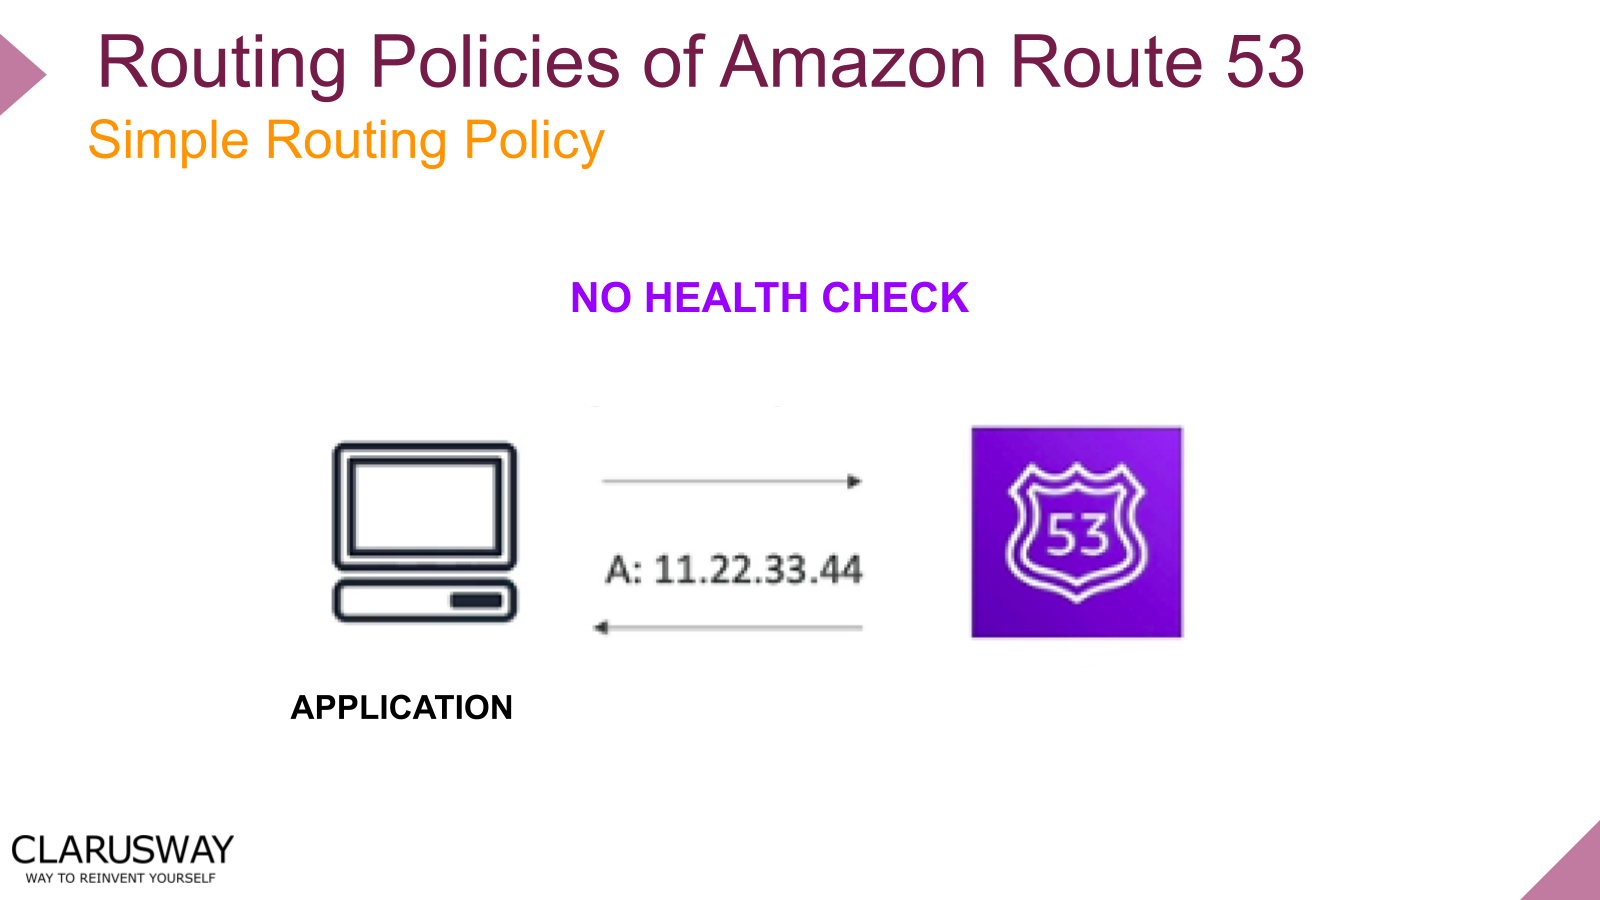 Routing Policies of Amazon Route 53
Simple Routing Policy
NO HEALTH CHECK
A: 11.22.33.44
53
APPLICATION
CLARUSWAY
WAY TO REINVENT YOURSELF